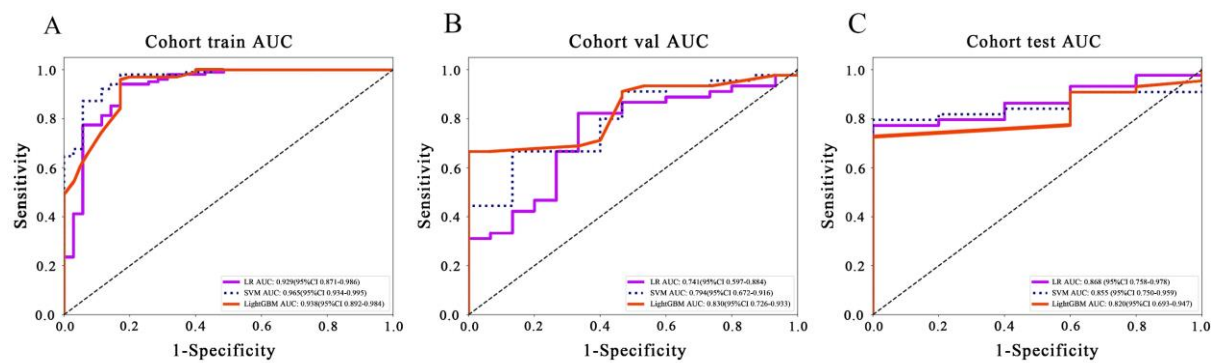 A
Cohort train AUC
Sensitivity
1.0
0.8
0.6
0.4
0.2
0.0
0.0
0.2
0.4
0.6
0.8
1.0
1-Specificity
LR AUC: 0.929(95%CI 0.871-0.986)
SVM AUC: 0.965(95%CI 0.934-0.995)
LightGBM AUC: 0.938(95%CI 0.892-0.984)
B
Cohort val AUC
Sensitivity
1.0
0.8
0.6
0.4
0.2
0.0
0.0
0.2
0.4
0.6
0.8
1.0
1-Specificity
LR AUC: 0.741(95%CI 0.597-0.884)
SVM AUC: 0.794(95%CI 0.672-0.916)
LightGBM AUC: 0.830(95%CI 0.726-0.933)
C
Cohort test AUC
Sensitivity
1.0
0.8
0.6
0.4
0.2
0.0
0.0
0.2
0.4
0.6
0.8
1.0
1-Specificity
LR AUC: 0.868 (95%CI 0.758-0.978)
SVM AUC: 0.855 (95%CI 0.750-0.959)
LightGBM AUC: 0.820(95%CI 0.693-0.947)